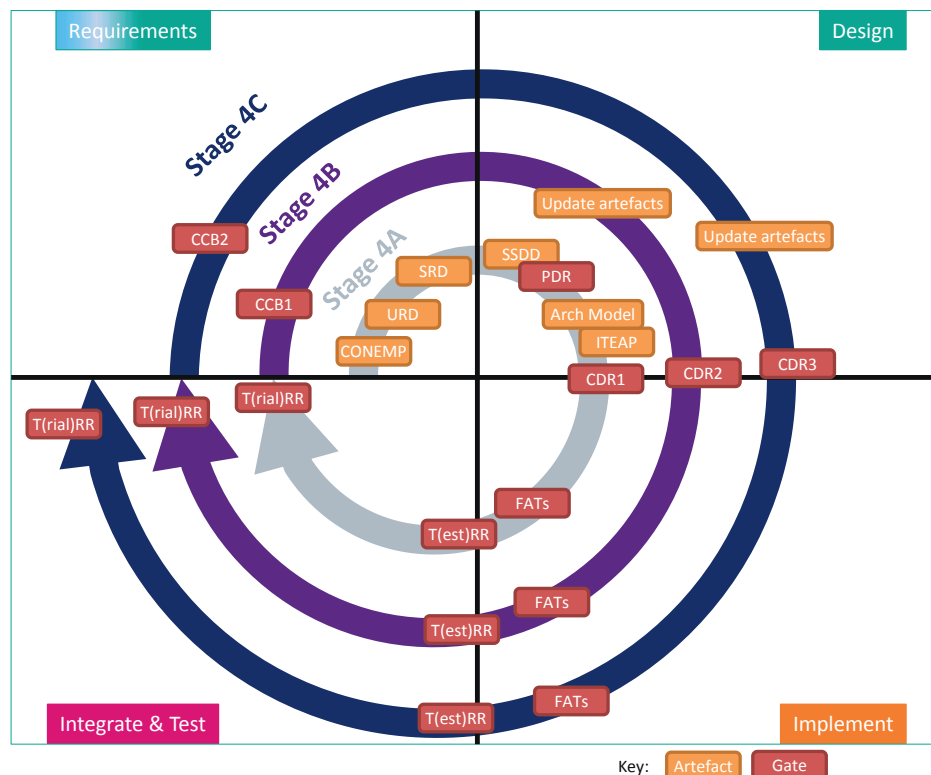 Requirements
Design
Stage 4C
Stage 4B
Stage 4A
Update artefacts
Update artefacts
CCB2
SSDD
SRD
PDR
CCB1
URD
Arch Model
ITEAP
CONEMP
CDR1
CDR2
CDR3
T(rial)RR
T(rial)RR
T(rial)RR
FATs
T(est)RR
FATs
T(est)RR
FATs
T(est)RR
Integrate & Test
Implement
Key:
Artefact
Gate